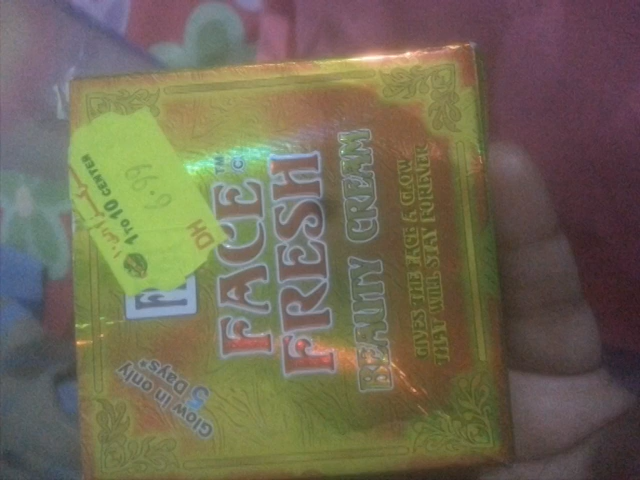 FACE™
FRESH
BEAUTY CREAM
GIVES THE FACE A GLOW
THAT WILL STAY FOREVER
Glow in only
5 Days*
DH
6.99
1 TO 10 CENTER